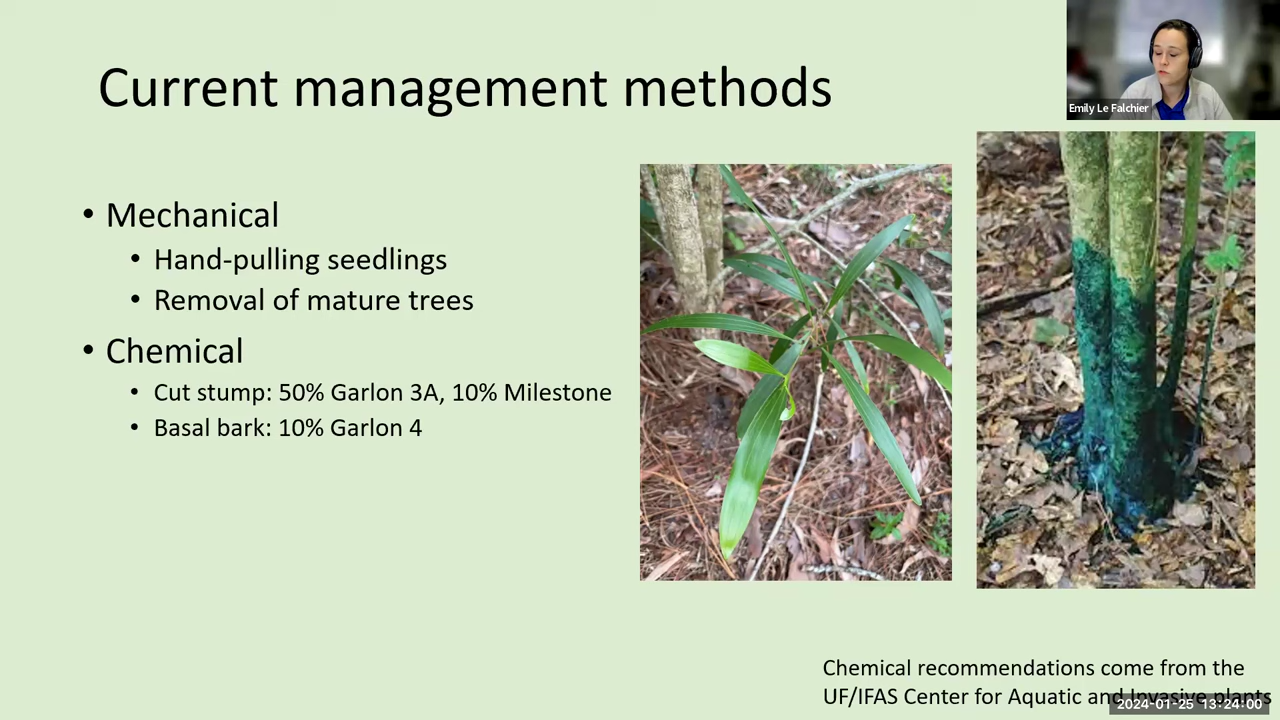 Current management methods
Emily Le Falchier
• Mechanical
• Hand-pulling seedlings
• Removal of mature trees
• Chemical
• Cut stump: 50% Garlon 3A, 10% Milestone
• Basal bark: 10% Garlon 4
Chemical recommendations come from the
UF/IFAS Center for Aquatic and Invasive plants
2024-01-25 13:24:00